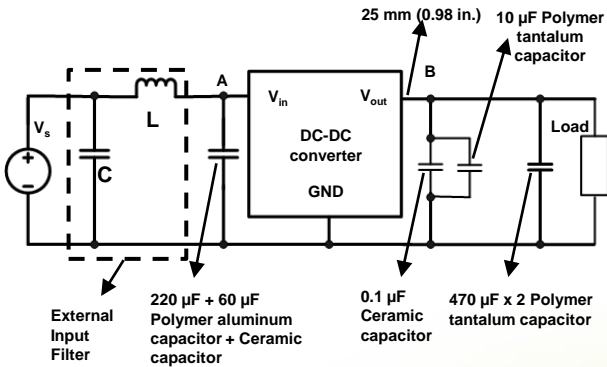 25 mm (0.98 in.)
10 µF Polymer
tantalum
capacitor
A
B
Vs
L
C
Vin
Vout
DC-DC
converter
GND
Load
External
Input
Filter
220 µF + 60 µF
Polymer aluminum
capacitor + Ceramic
capacitor
0.1 µF
Ceramic
capacitor
470 µF x 2 Polymer
tantalum capacitor